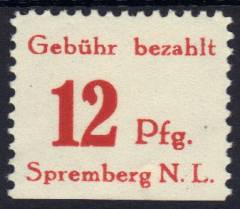 Gebühr bezahlt
12 Pfg.
Spremberg N. L.